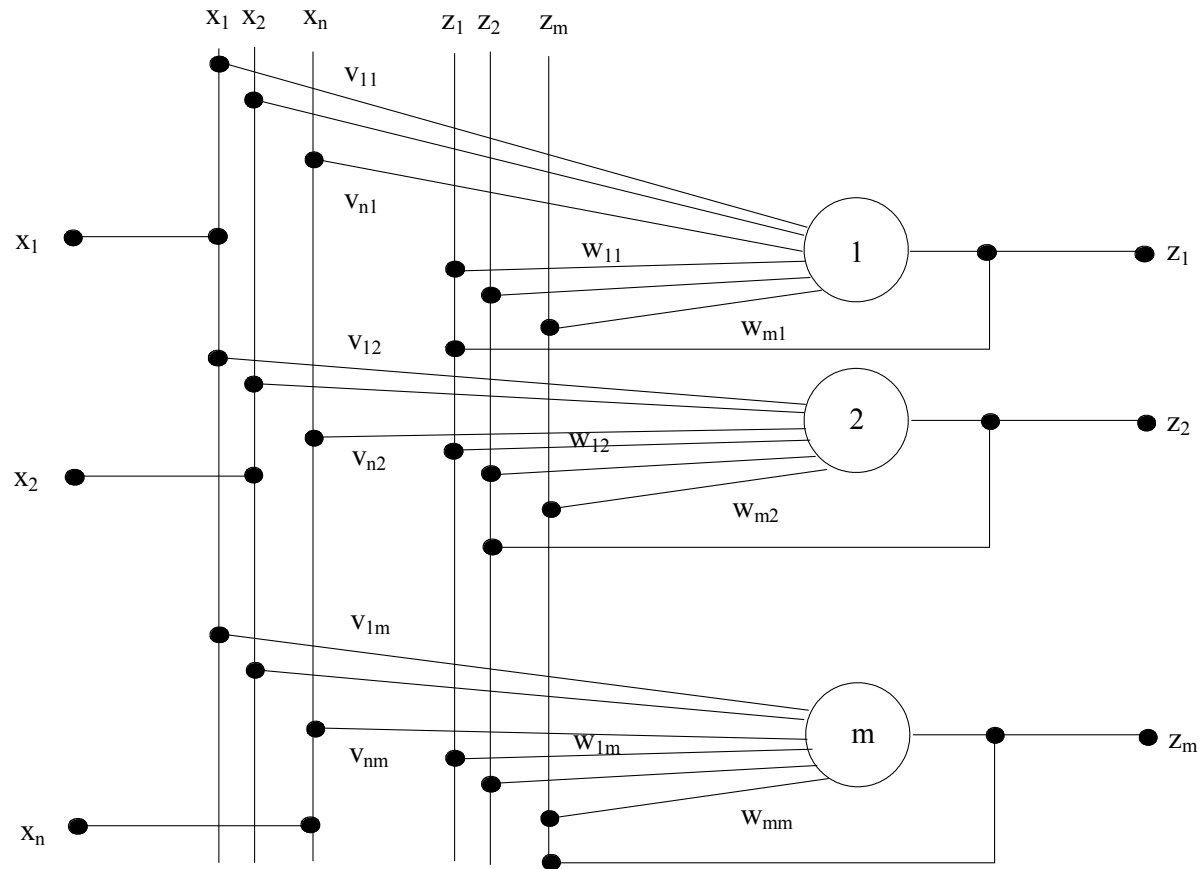 x₁ x₂ xₙ z₁ z₂ zₘ
v₁₁
vₙ₁
x₁ w₁₁ 1 z₁
wₘ₁
v₁₂
2 z₂
vₙ₂ w₁₂
x₂
wₘ₂
v₁ₘ
w₁ₘ m zₘ
vₙₘ
wₘₘ
xₙ